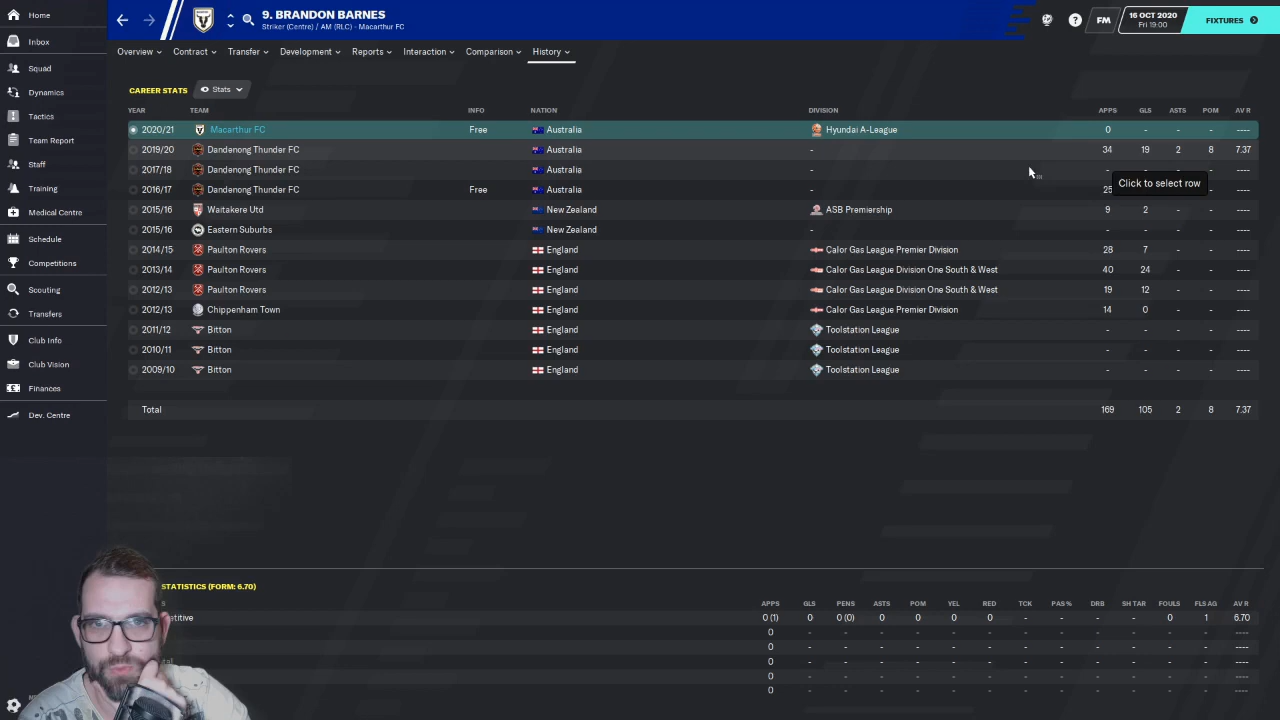 Home
Inbox
Squad
Dynamics
Tactics
Team Report
Staff
Training
Medical Centre
Schedule
Competitions
Scouting
Transfers
Club Info
Club Vision
Finances
Dev. Centre
9. BRANDON BARNES
Striker (Centre) / AM (RLC) - Macarthur FC
? FM 16 OCT 2020 Fri 19:00 FIXTURES
Overview Contract Transfer Development Reports Interaction Comparison History
CAREER STATS Stats
YEAR TEAM INFO NATION DIVISION APPS GLS ASTS POM AV R
2020/21 Macarthur FC Free Australia Hyundai A-League 0 - - - ----
2019/20 Dandenong Thunder FC Australia - 34 19 2 8 7.37
2017/18 Dandenong Thunder FC Australia - - - - - ----
2016/17 Dandenong Thunder FC Free Australia - 25 - ----
Click to select row
2015/16 Waitakere Utd New Zealand ASB Premiership 9 2 - - ----
2015/16 Eastern Suburbs New Zealand - - - - - ----
2014/15 Paulton Rovers England Calor Gas League Premier Division 28 7 - - ----
2013/14 Paulton Rovers England Calor Gas League Division One South & West 40 24 - - ----
2012/13 Paulton Rovers England Calor Gas League Division One South & West 19 12 - - ----
2012/13 Chippenham Town England Calor Gas League Premier Division 14 0 - - ----
2011/12 Bitton England Toolstation League - - - - ----
2010/11 Bitton England Toolstation League - - - - ----
2009/10 Bitton England Toolstation League - - - - ----
Total 169 105 2 8 7.37
STATISTICS (FORM: 6.70)
APPS GLS PENS ASTS POM YEL RED TCK PAS % DRB SH TAR FOULS FLS AG AV R
etitive 0 (1) 0 0 (0) 0 0 0 0 - - - - 0 1 6.70
0 - - - - - - - - - - - - ----
0 - - - - - - - - - - - - ----
0 - - - - - - - - - - - - ----
0 - - - - - - - - - - - - ----
0 - - - - - - - - - - - - ----